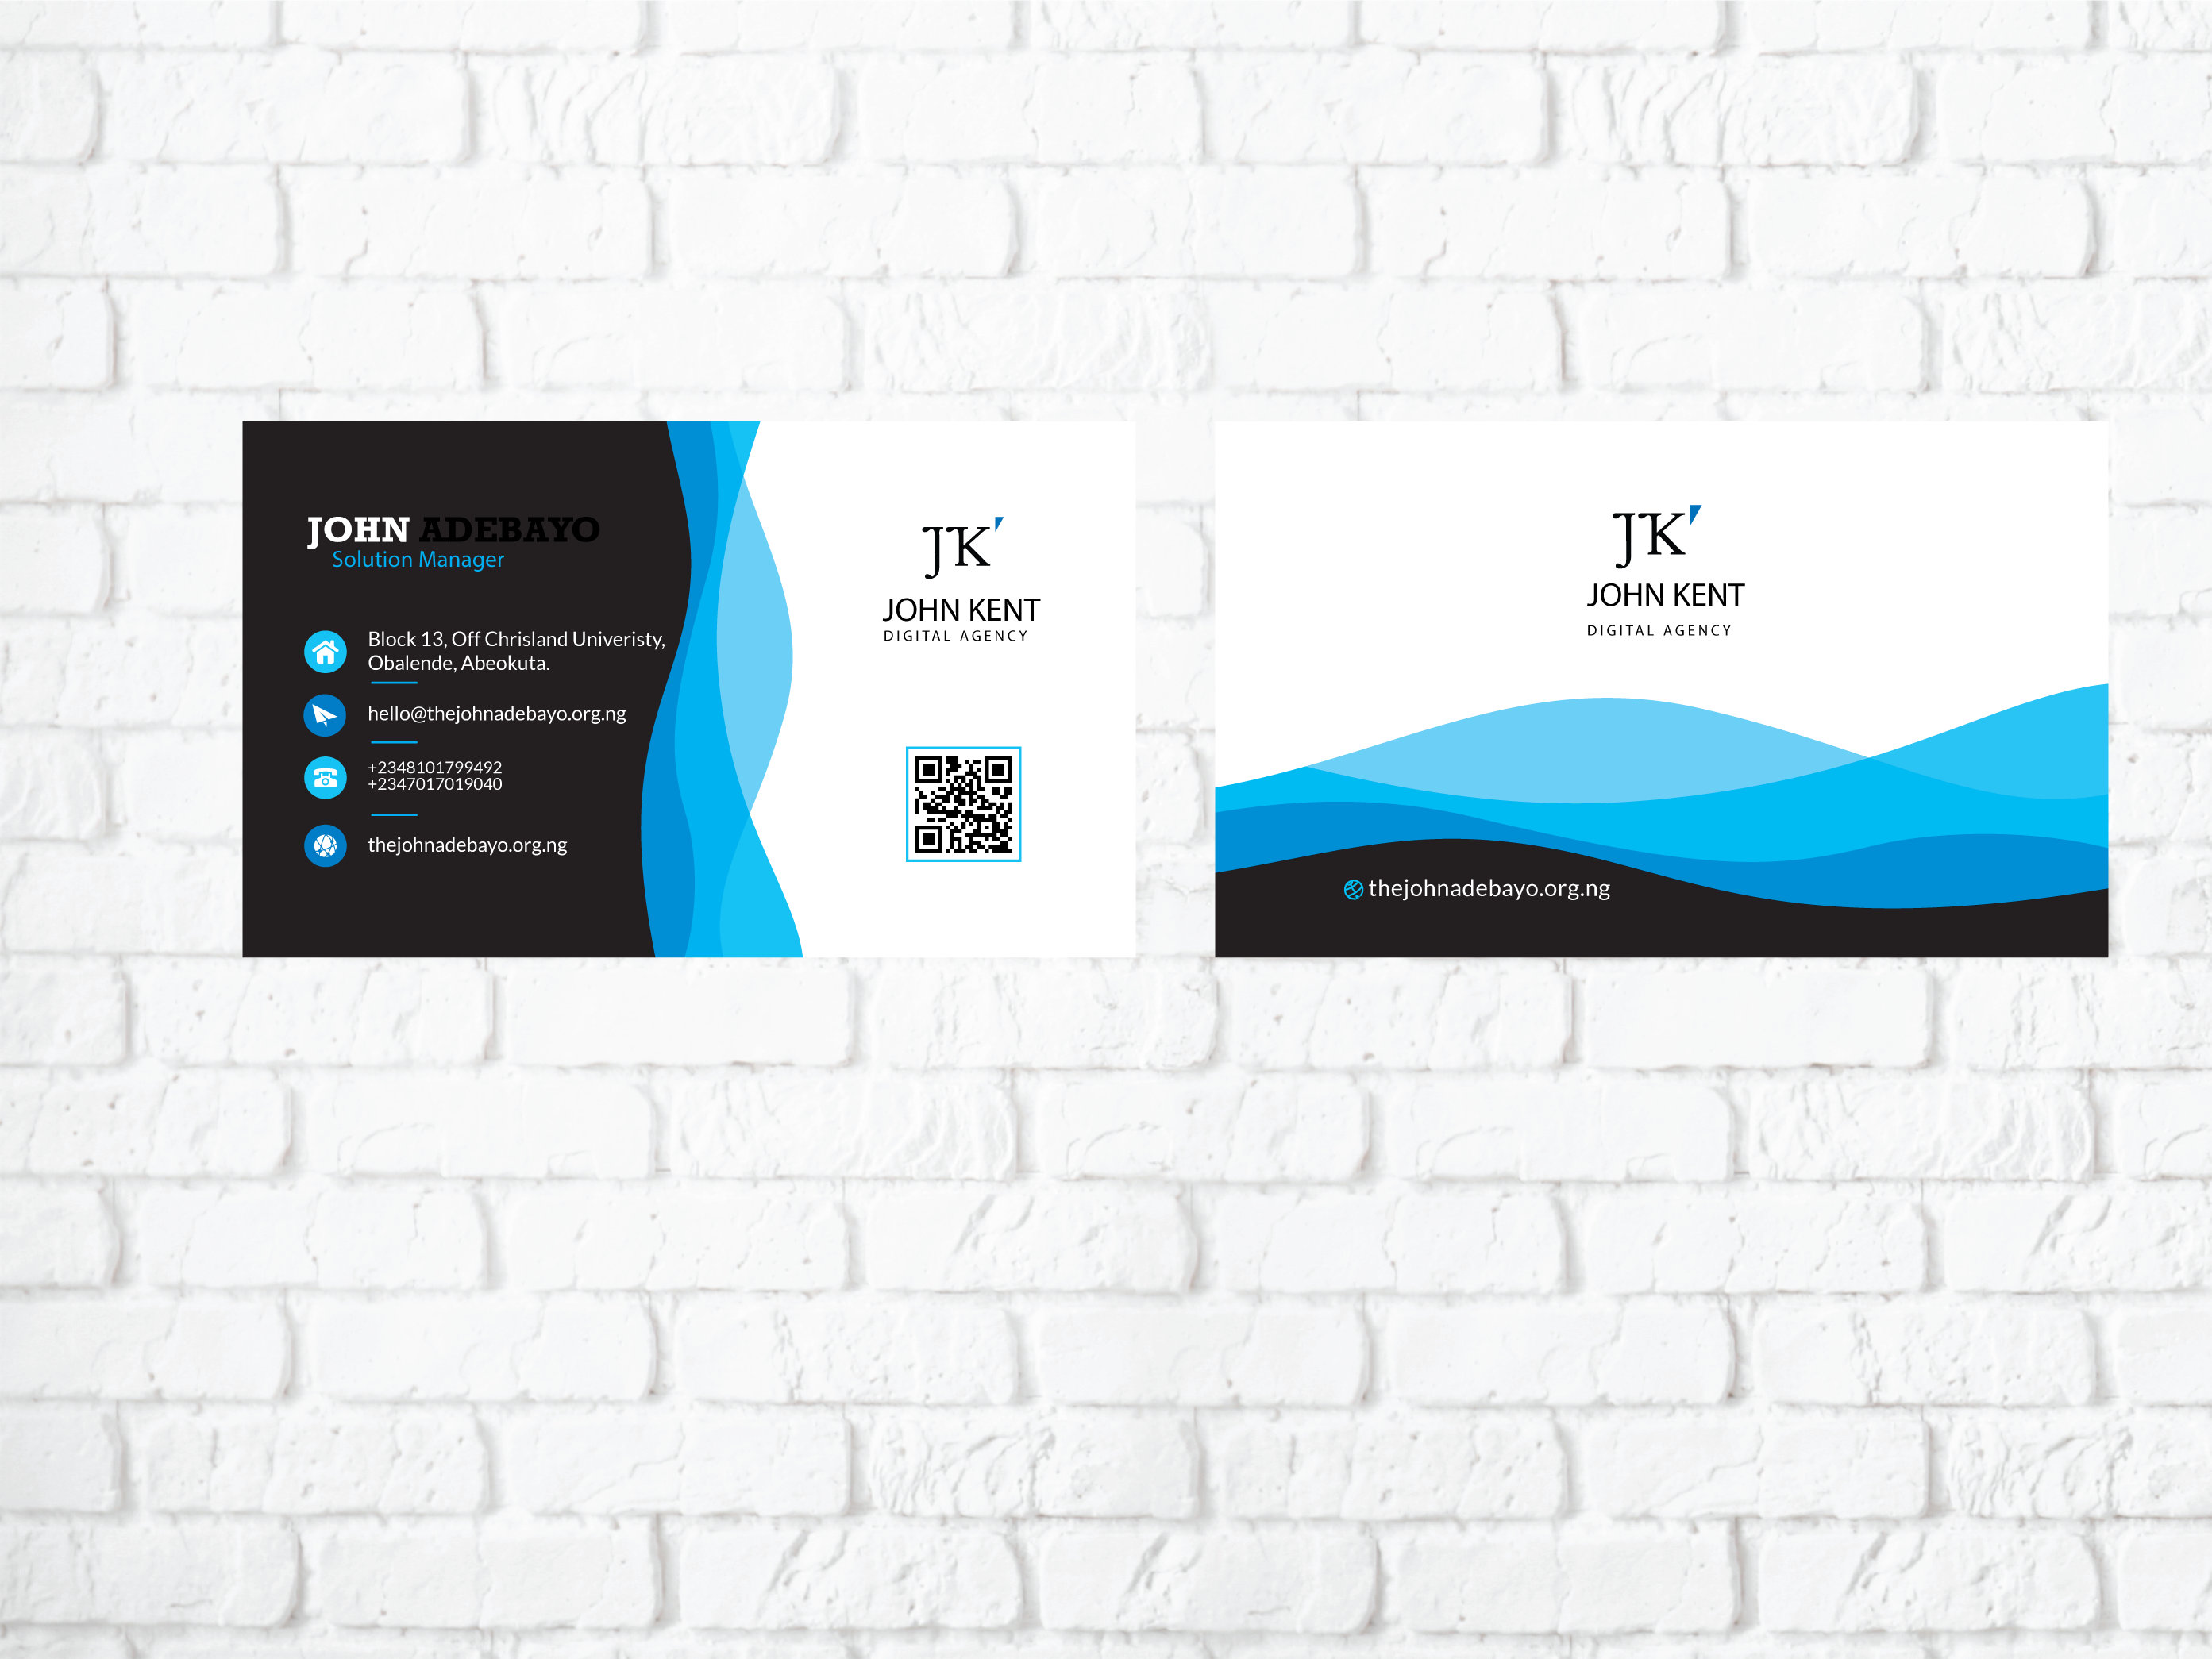 JOHN ADEBAYO
Solution Manager
Block 13, Off Chrisland Univeristy,
Obalende, Abeokuta.
hello@thejohnadebayo.org.ng
+2348101799492
+2347017019040
thejohnadebayo.org.ng
JK
JOHN KENT
DIGITAL AGENCY
JK
JOHN KENT
DIGITAL AGENCY
thejohnadebayo.org.ng